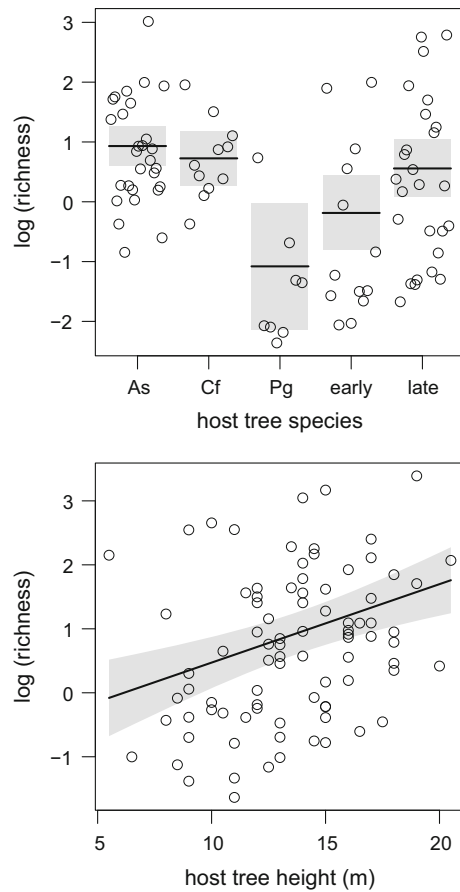 3
2
1
0
−1
−2
log (richness)
As Cf Pg early late
host tree species
3
2
1
0
−1
log (richness)
5 10 15 20
host tree height (m)